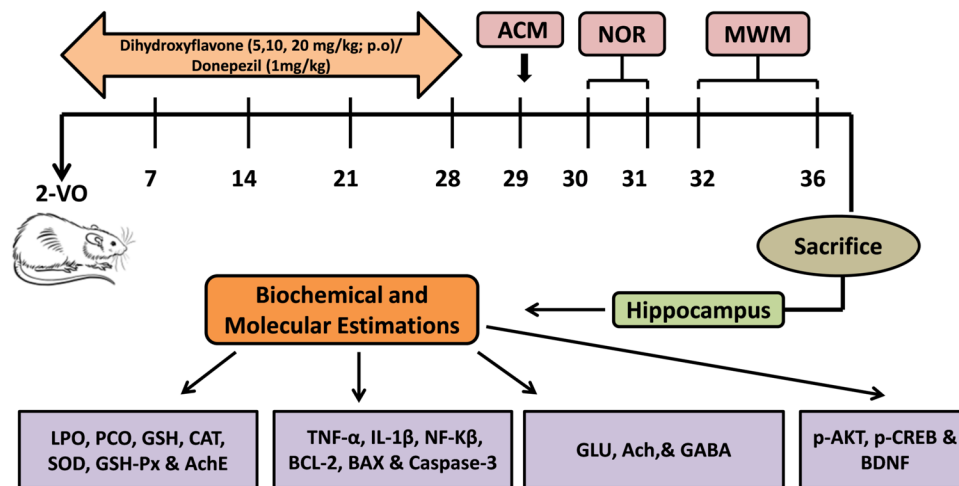 Dihydroxyflavone (5,10, 20 mg/kg; p.o)/
Donepezil (1mg/kg)
ACM
NOR
MWM
2-VO
7
14
21
28
29
30
31
32
36
Sacrifice
Hippocampus
Biochemical and
Molecular Estimations
LPO, PCO, GSH, CAT,
SOD, GSH-Px & AchE
TNF-α, IL-1β, NF-Kβ,
BCL-2, BAX & Caspase-3
GLU, Ach,& GABA
p-AKT, p-CREB &
BDNF